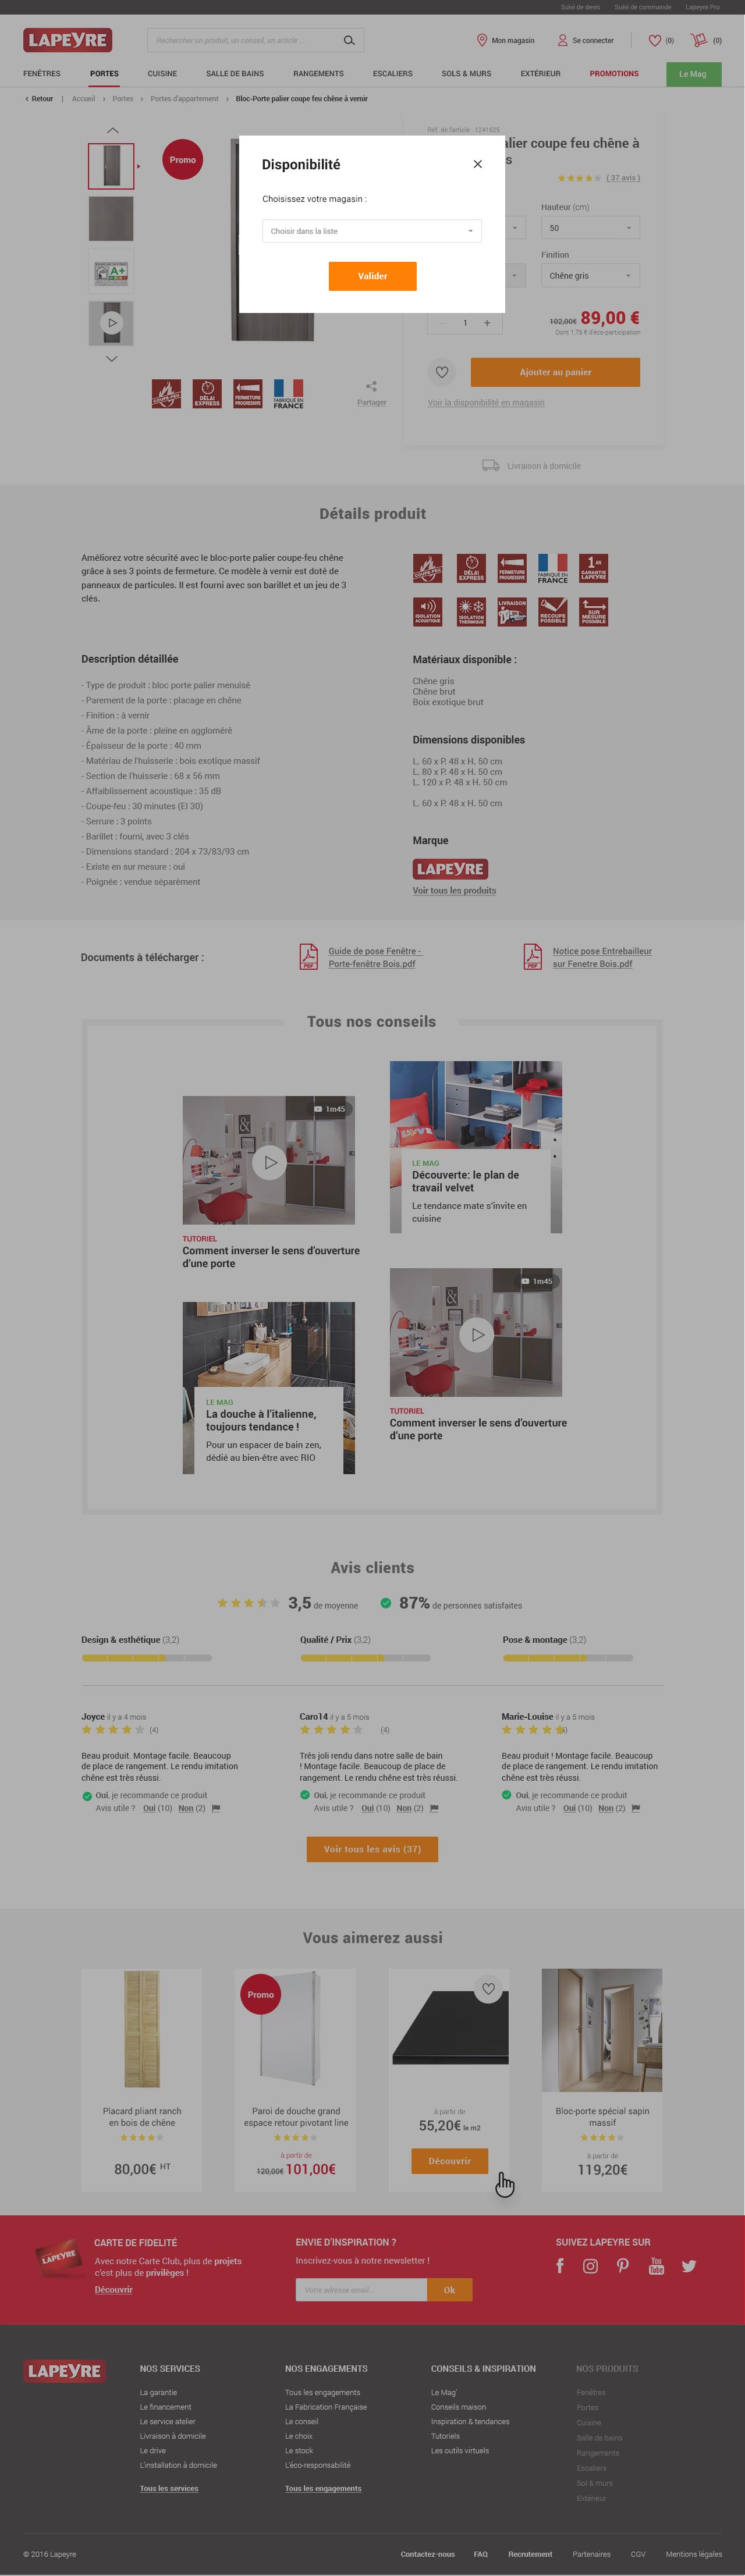 Suivi de devis Suivi de commande Lapeyre Pro
LAPEYRE
Rechercher un produit, un conseil, un article ...
Mon magasin Se connecter (0) (0)
FENÊTRES PORTES CUISINE SALLE DE BAINS RANGEMENTS ESCALIERS SOLS & MURS EXTÉRIEUR PROMOTIONS Le Mag
Retour | Accueil Portes Portes d'appartement Bloc-Porte palier coupe feu chêne à vernir
Promo
A+
Disponibilité
Choisissez votre magasin :
Choisir dans la liste
Valider
Réf. de l'article : 1241625
alier coupe feu chêne à
s
( 37 avis )
Hauteur (cm)
50
Finition
Chêne gris
- 1 +
102,00€ 89,00 €
Dont 1.75 € d'éco-participation
Ajouter au panier
Voir la disponibilité en magasin
COUPE-FEU
DÉLAI EXPRESS
FERMETURE PROGRESSIVE
FABRIQUÉ EN FRANCE
Partager
Livraison à domicile
Détails produit
Améliorez votre sécurité avec le bloc-porte palier coupe-feu chêne
grâce à ses 3 points de fermeture. Ce modèle à vernir est doté de
panneaux de particules. Il est fourni avec son barillet et un jeu de 3
clés.
COUPE-FEU
DÉLAI EXPRESS
FERMETURE PROGRESSIVE
FABRIQUÉ EN FRANCE
1 AN GARANTIE LAPEYRE
ISOLATION ACOUSTIQUE
ISOLATION THERMIQUE
LIVRAISON
RECOUPE POSSIBLE
SUR MESURE POSSIBLE
Description détaillée
- Type de produit : bloc porte palier menuisé
- Parement de la porte : placage en chêne
- Finition : à vernir
- Âme de la porte : pleine en aggloméré
- Épaisseur de la porte : 40 mm
- Matériau de l'huisserie : bois exotique massif
- Section de l'huisserie : 68 x 56 mm
- Affaiblissement acoustique : 35 dB
- Coupe-feu : 30 minutes (EI 30)
- Serrure : 3 points
- Barillet : fourni, avec 3 clés
- Dimensions standard : 204 x 73/83/93 cm
- Existe en sur mesure : oui
- Poignée : vendue séparément
Matériaux disponible :
Chêne gris
Chêne brut
Boix exotique brut
Dimensions disponibles
L. 60 x P. 48 x H. 50 cm
L. 80 x P. 48 x H. 50 cm
L. 120 x P. 48 x H. 50 cm
L. 60 x P. 48 x H. 50 cm
Marque
LAPEYRE
Voir tous les produits
Documents à télécharger :
PDF
Guide de pose Fenêtre -
Porte-fenêtre Bois.pdf
PDF
Notice pose Entrebailleur
sur Fenetre Bois.pdf
Tous nos conseils
1m45
TUTORIEL
Comment inverser le sens d'ouverture
d'une porte
LE MAG
Découverte: le plan de
travail velvet
Le tendance mate s'invite en
cuisine
LE MAG
La douche à l'italienne,
toujours tendance !
Pour un espacer de bain zen,
dédié au bien-être avec RIO
1m45
TUTORIEL
Comment inverser le sens d'ouverture
d'une porte
Avis clients
3,5 de moyenne 87% de personnes satisfaites
Design & esthétique (3,2) Qualité / Prix (3,2) Pose & montage (3,2)
Joyce il y a 4 mois
(4)
Beau produit. Montage facile. Beaucoup
de place de rangement. Le rendu imitation
chêne est très réussi.
Oui, je recommande ce produit
Avis utile ? Oui (10) Non (2)
Caro14 il y a 5 mois
(4)
Trés joli rendu dans notre salle de bain
! Montage facile. Beaucoup de place de
rangement. Le rendu chêne est très réussi.
Oui, je recommande ce produit
Avis utile ? Oui (10) Non (2)
Marie-Louise il y a 5 mois
Beau produit ! Montage facile. Beaucoup
de place de rangement. Le rendu imitation
chêne est très réussi.
Oui, je recommande ce produit
Avis utile ? Oui (10) Non (2)
Voir tous les avis (37)
Vous aimerez aussi
Placard pliant ranch
en bois de chêne
80,00€ HT
Promo
Paroi de douche grand
espace retour pivotant line
à partir de
120,00€ 101,00€
à partir de
55,20€ le m2
Découvrir
Bloc-porte spécial sapin
massif
à partir de
119,20€
LAPEYRE
CARTE DE FIDELITÉ
Avec notre Carte Club, plus de projets
c'est plus de privilèges !
Découvrir
ENVIE D'INSPIRATION ?
Inscrivez-vous à notre newsletter !
Votre adresse email...
Ok
SUIVEZ LAPEYRE SUR
You Tube
LAPEYRE
NOS SERVICES
La garantie
Le financement
Le service atelier
Livraison à domicile
Le drive
L'installation à domicile
Tous les services
NOS ENGAGEMENTS
Tous les engagements
La Fabrication Française
Le conseil
Le choix
Le stock
L'éco-responsabilité
Tous les engagements
CONSEILS & INSPIRATION
Le Mag'
Conseils maison
Inspiration & tendances
Tutoriels
Les outils virtuels
NOS PRODUITS
Fenêtres
Portes
Cuisine
Salle de bains
Rangements
Escaliers
Sol & murs
Extérieur
© 2016 Lapeyre
Contactez-nous FAQ Recrutement Partenaires CGV Mentions légales